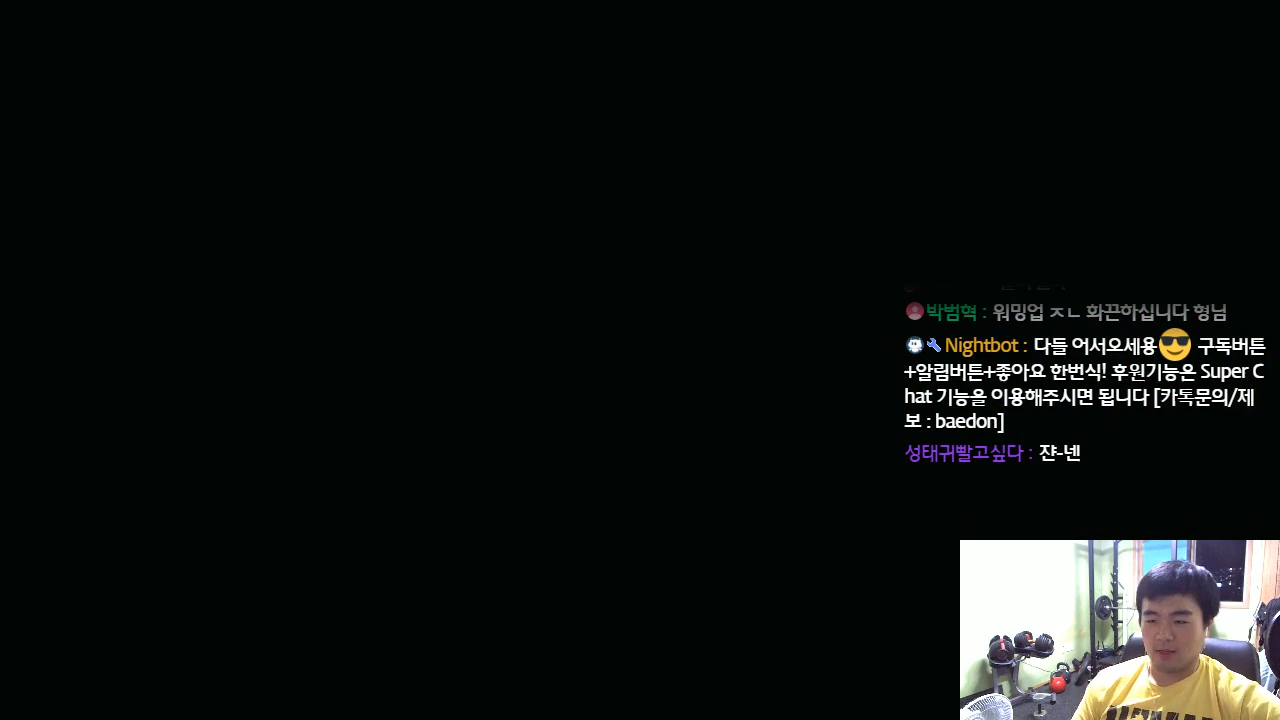 박범혁 : 워밍업 ㅈㄴ 화끈하십니다 형님
Nightbot : 다들 어서오세용😎 구독버튼
+알림버튼+좋아요 한번식! 후원기능은 Super C
hat 기능을 이용해주시면 됩니다 [카톡문의/제
보 : baedon]
성태귀빨고싶다 : 쟌-넨